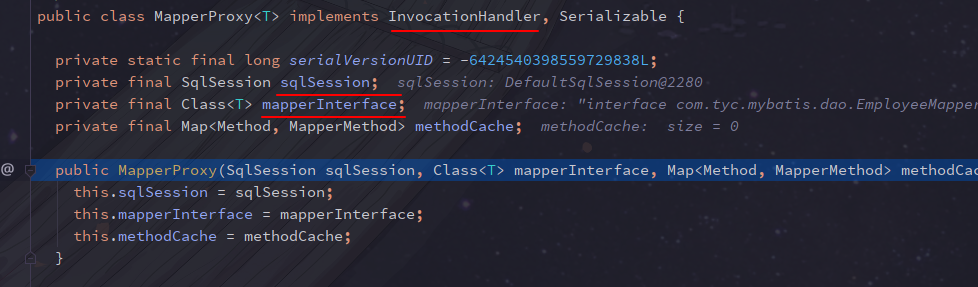 public class MapperProxy<T> implements InvocationHandler, Serializable {
private static final long serialVersionUID = -6424540398559729838L;
private final SqlSession sqlSession; sqlSession: DefaultSqlSession@2280
private final Class<T> mapperInterface; mapperInterface: "interface com.tyc.mybatis.dao.EmployeeMapper
private final Map<Method, MapperMethod> methodCache; methodCache: size = 0
@ public MapperProxy(SqlSession sqlSession, Class<T> mapperInterface, Map<Method, MapperMethod> methodCac
this.sqlSession = sqlSession;
this.mapperInterface = mapperInterface;
this.methodCache = methodCache;
}